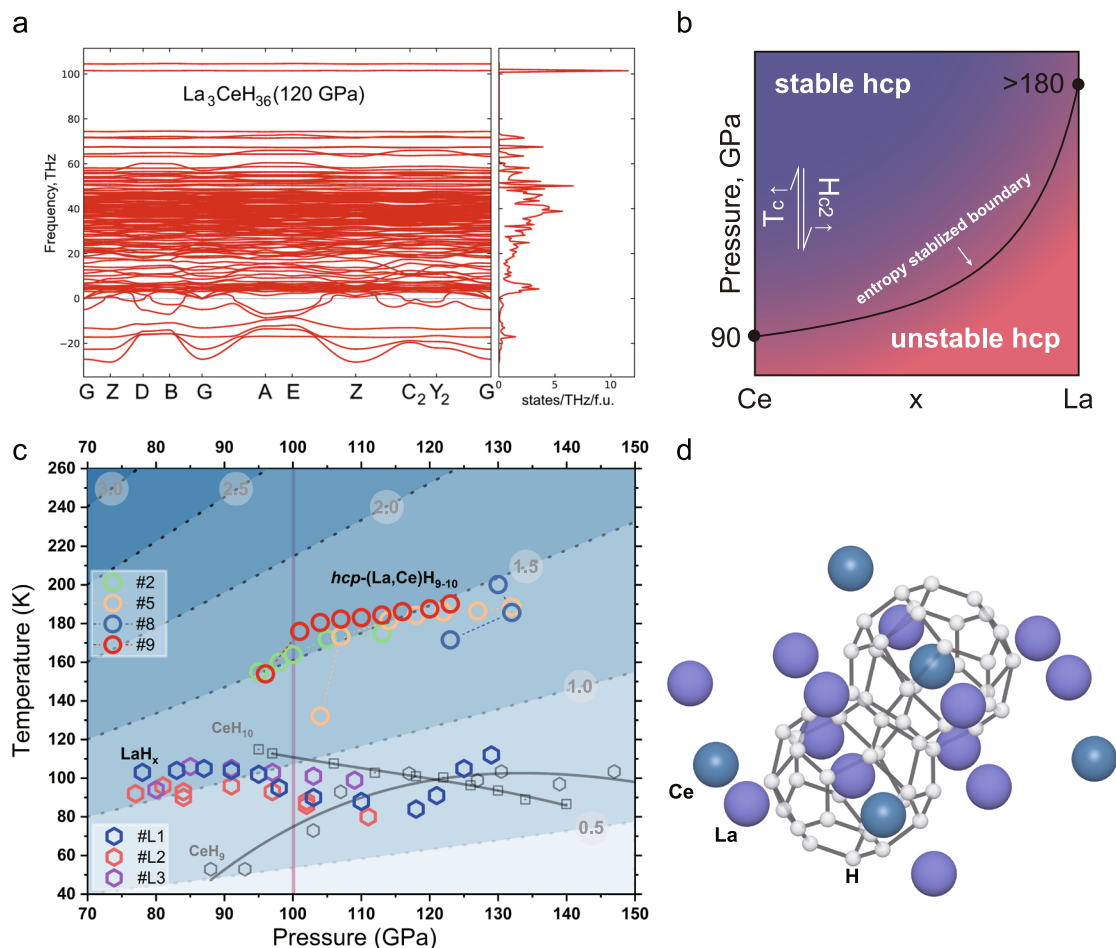 a
La₃CeH₃₆(120 GPa)
Frequency, THz
100
80
60
40
20
0
−20
G Z D B G A E Z C₂ Y₂ G
0 5 10
states/THz/f.u.
b
stable hcp
>180
Pressure, GPa
Tc ↓
Hc2 ↑
entropy stablized boundary
90
unstable hcp
Ce x La
c
70 80 90 100 110 120 130 140 150
260
240
220
200
180
160
140
120
100
80
60
40
Temperature (K)
3.0
2.5
2.0
1.5
1.0
0.5
#2
#5
#8
#9
hcp-(La,Ce)H₉₋₁₀
CeH₁₀
LaHₓ
CeH₉
#L1
#L2
#L3
70 80 90 100 110 120 130 140 150
Pressure (GPa)
d
Ce
La
H